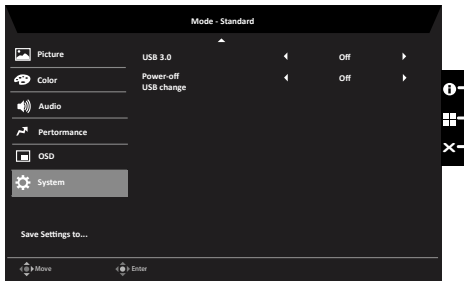 Mode - Standard
Picture
USB 3.0 Off
Color
Power-off Off
USB change
Audio
Pertormance
OSD
System
Save Settings to...
Move Enter